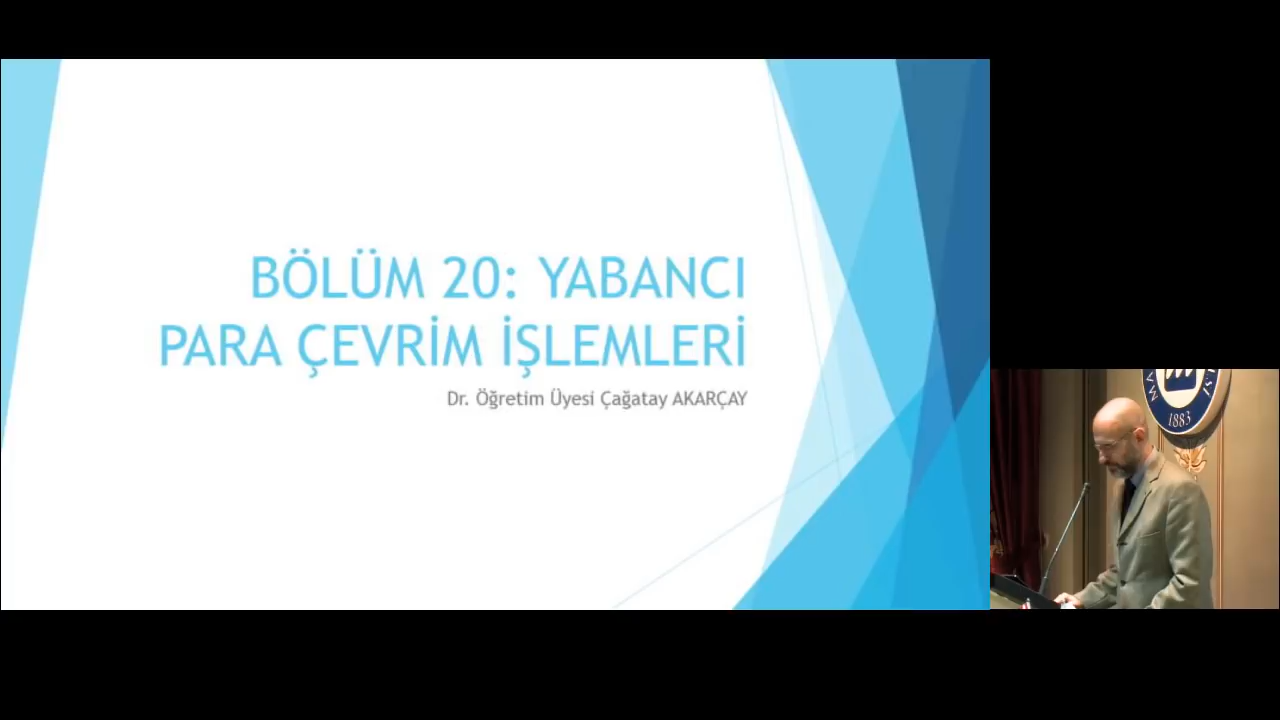 BÖLÜM 20: YABANCI
PARA ÇEVRİM İŞLEMLERİ
Dr. Öğretim Üyesi Çağatay AKARÇAY
1883